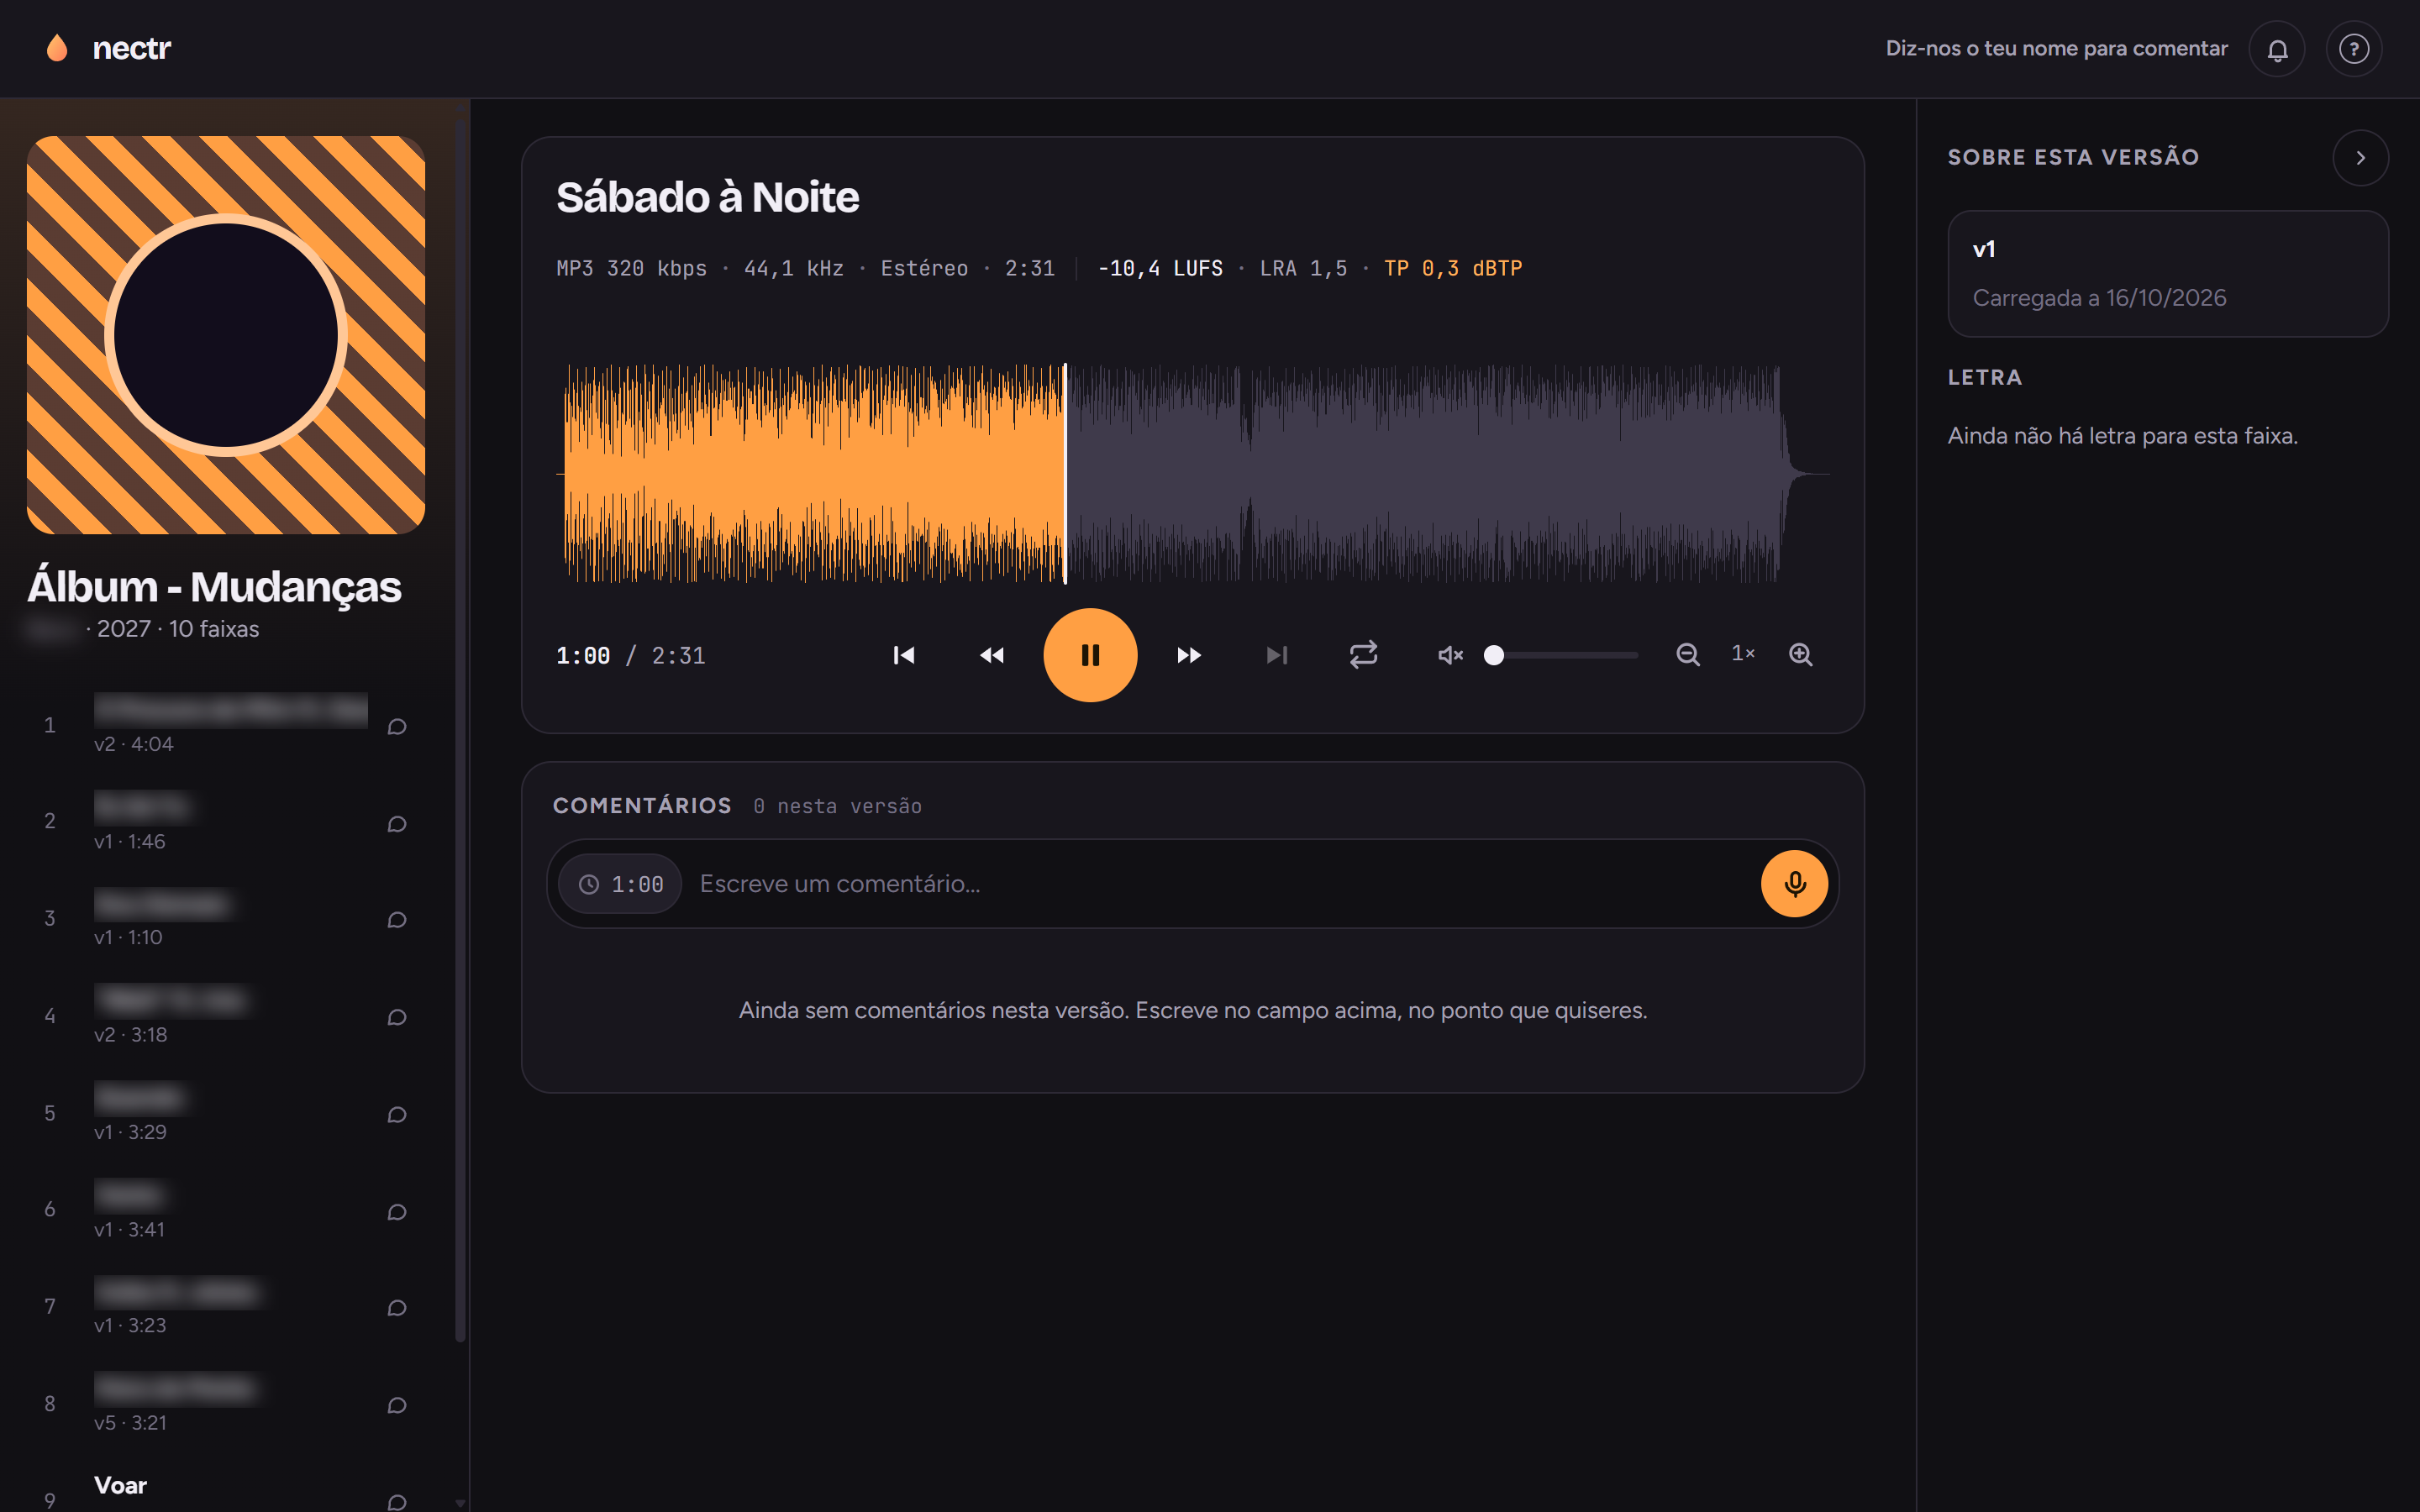 nectr
Diz-nos o teu nome para comentar
?
Álbum - Mudanças
· 2027 · 10 faixas
1
v2 · 4:04
2
v1 · 1:46
3
v1 · 1:10
4
v2 · 3:18
5
v1 · 3:29
6
v1 · 3:41
7
v1 · 3:23
8
v5 · 3:21
9
Voar
Sábado à Noite
MP3 320 kbps · 44,1 kHz · Estéreo · 2:31 -10,4 LUFS · LRA 1,5 · TP 0,3 dBTP
1:00 / 2:31
1×
COMENTÁRIOS 0 nesta versão
1:00 Escreve um comentário...
Ainda sem comentários nesta versão. Escreve no campo acima, no ponto que quiseres.
SOBRE ESTA VERSÃO
v1
Carregada a 16/10/2026
LETRA
Ainda não há letra para esta faixa.